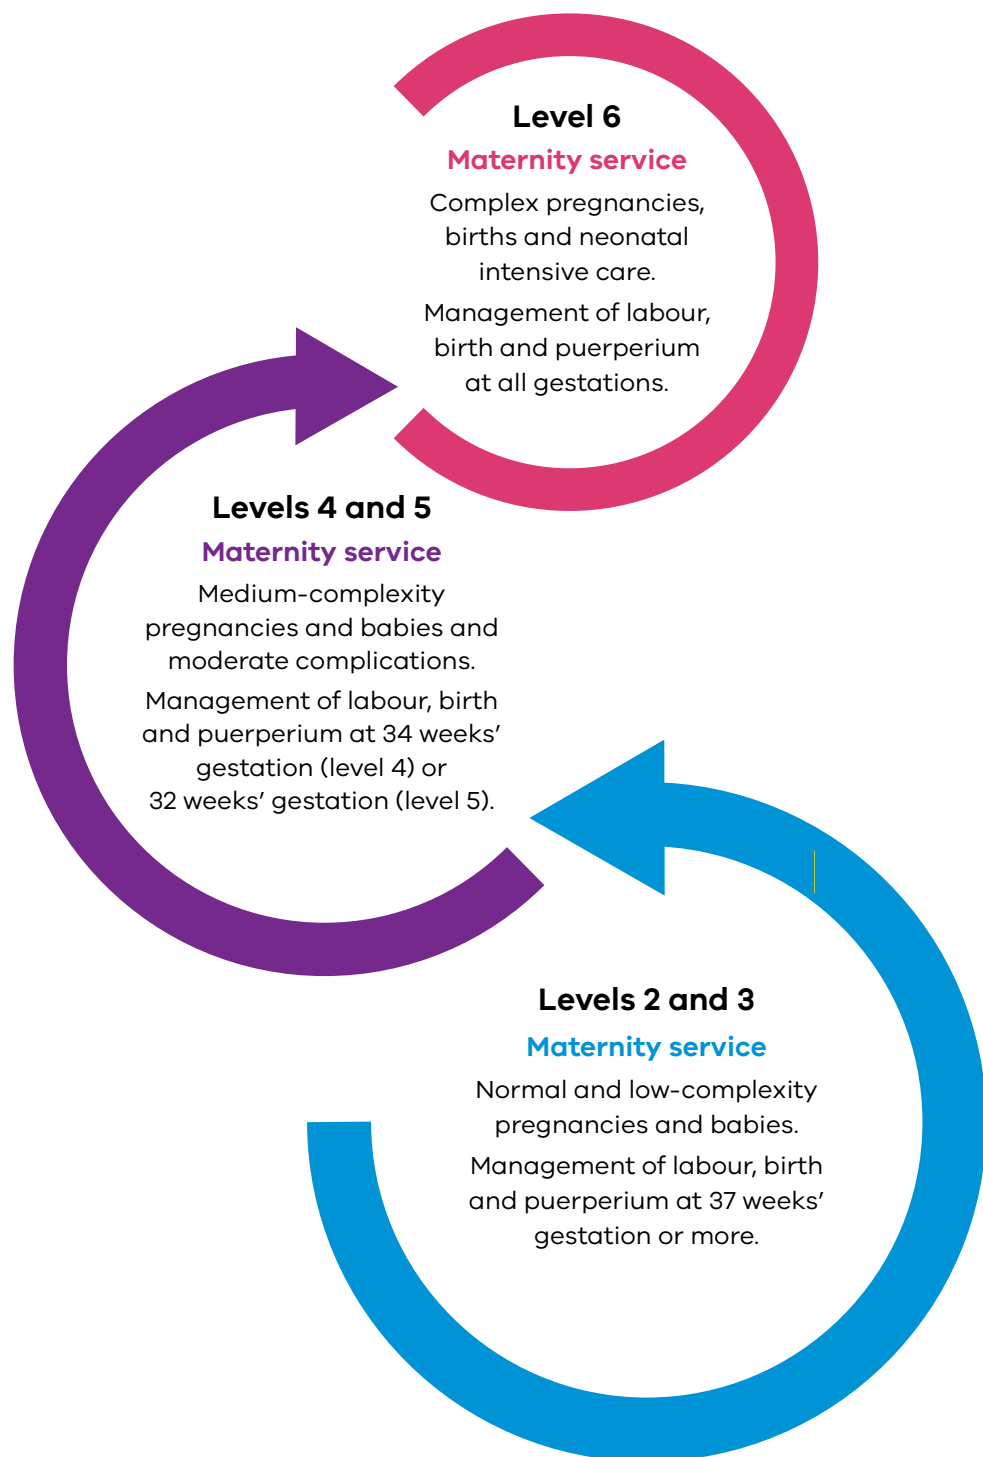 Level 6
Maternity service
Complex pregnancies,
births and neonatal
intensive care.
Management of labour,
birth and puerperium
at all gestations.
Levels 4 and 5
Maternity service
Medium-complexity
pregnancies and babies and
moderate complications.
Management of labour, birth
and puerperium at 34 weeks’
gestation (level 4) or
32 weeks’ gestation (level 5).
Levels 2 and 3
Maternity service
Normal and low-complexity
pregnancies and babies.
Management of labour, birth
and puerperium at 37 weeks’
gestation or more.